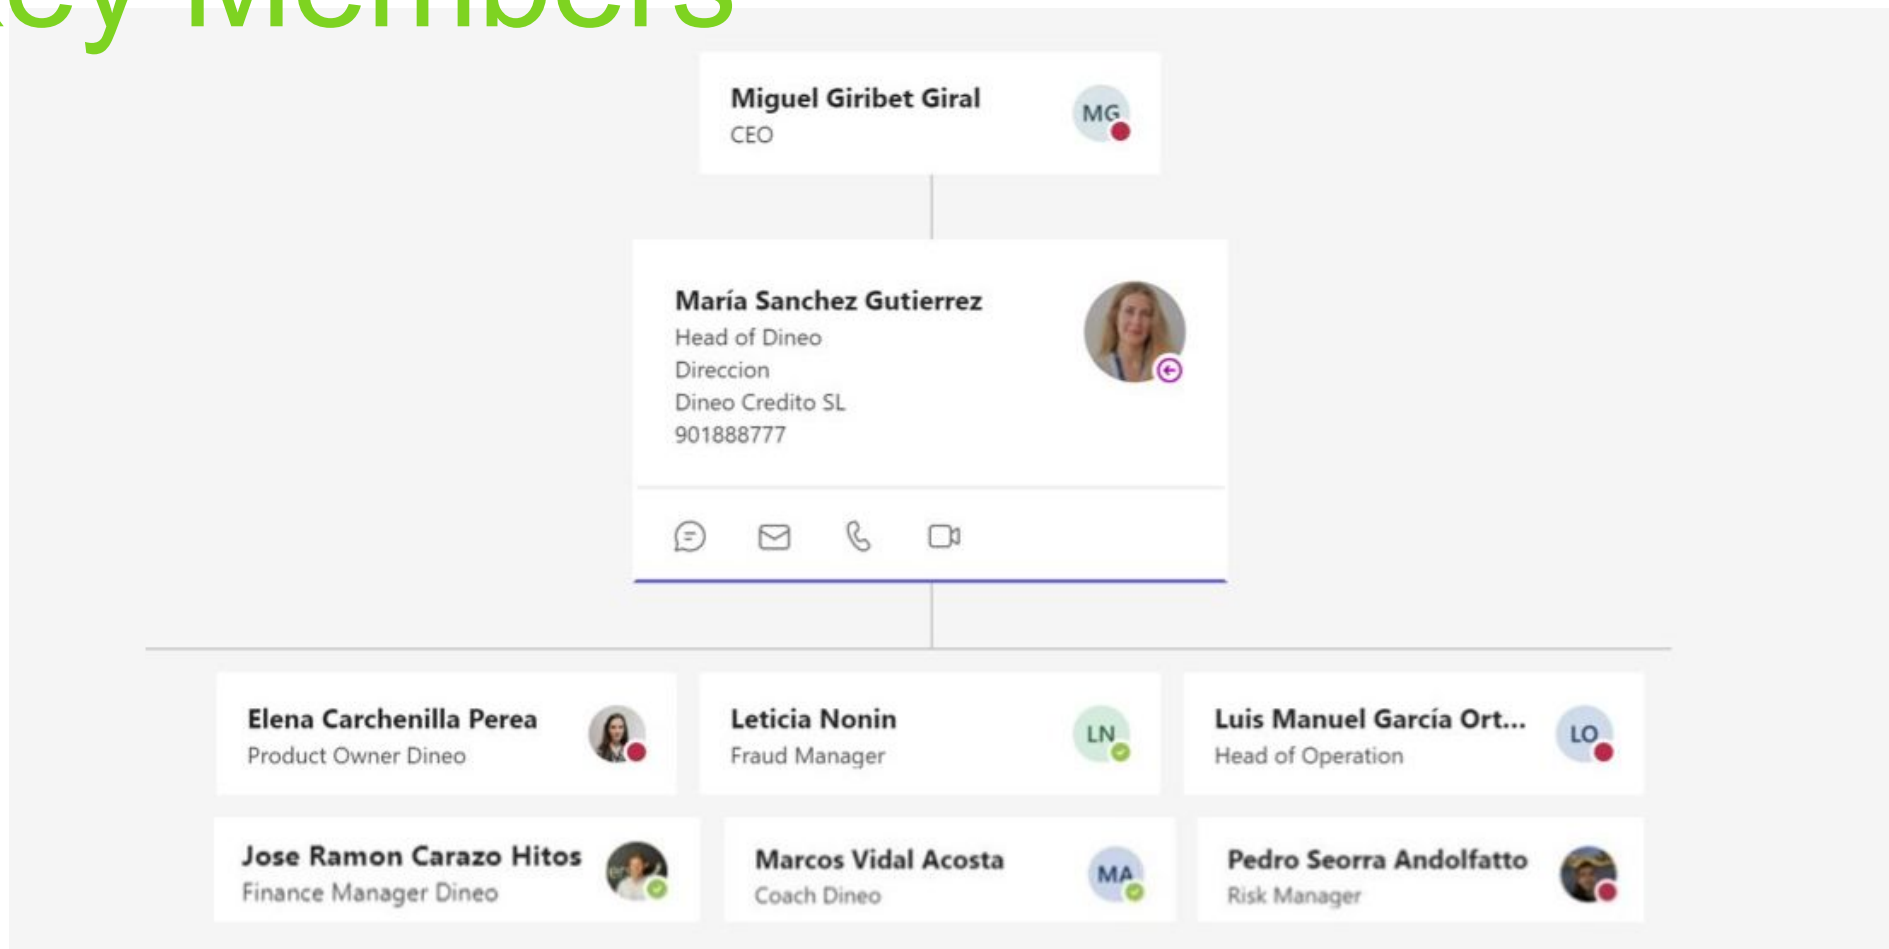 ey Members
Miguel Giribet Giral
CEO
MG
María Sanchez Gutierrez
Head of Dineo
Direccion
Dineo Credito SL
901888777
Elena Carchenilla Perea
Product Owner Dineo
Leticia Nonin
Fraud Manager
LN
Luis Manuel García Ort...
Head of Operation
LO
Jose Ramon Carazo Hitos
Finance Manager Dineo
Marcos Vidal Acosta
Coach Dineo
MA
Pedro Seorra Andolfatto
Risk Manager